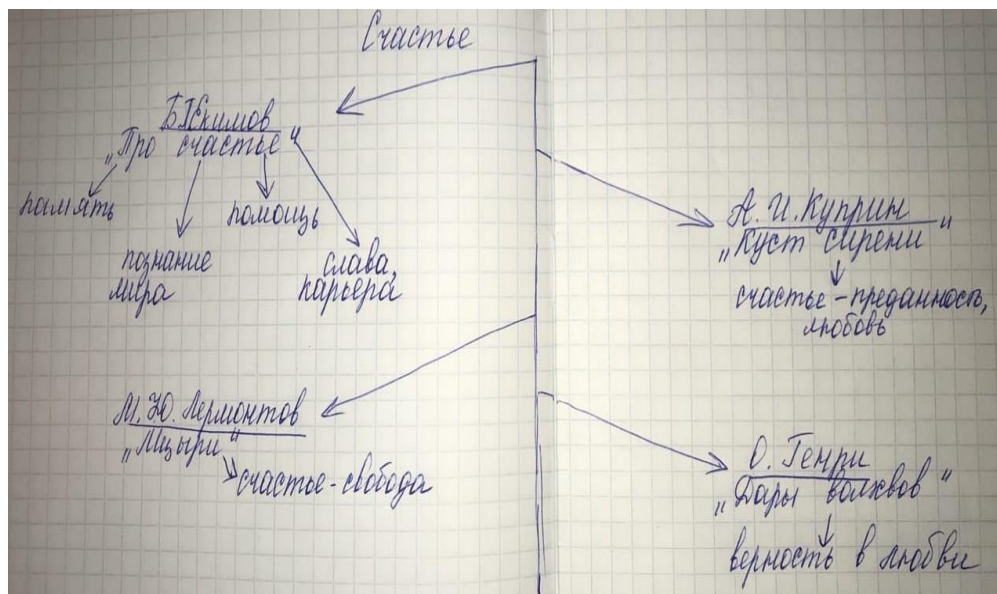 Счастье
Б.Екимов
„Про счастье“
память
познание
мира
помощь
слава,
карьера
А. И. Куприн
„Куст сирени“
счастье - преданность,
любовь
М. Ю. Лермонтов
„Мцыри“
счастье - свобода
О. Генри
„Дары волхвов“
верность в любви